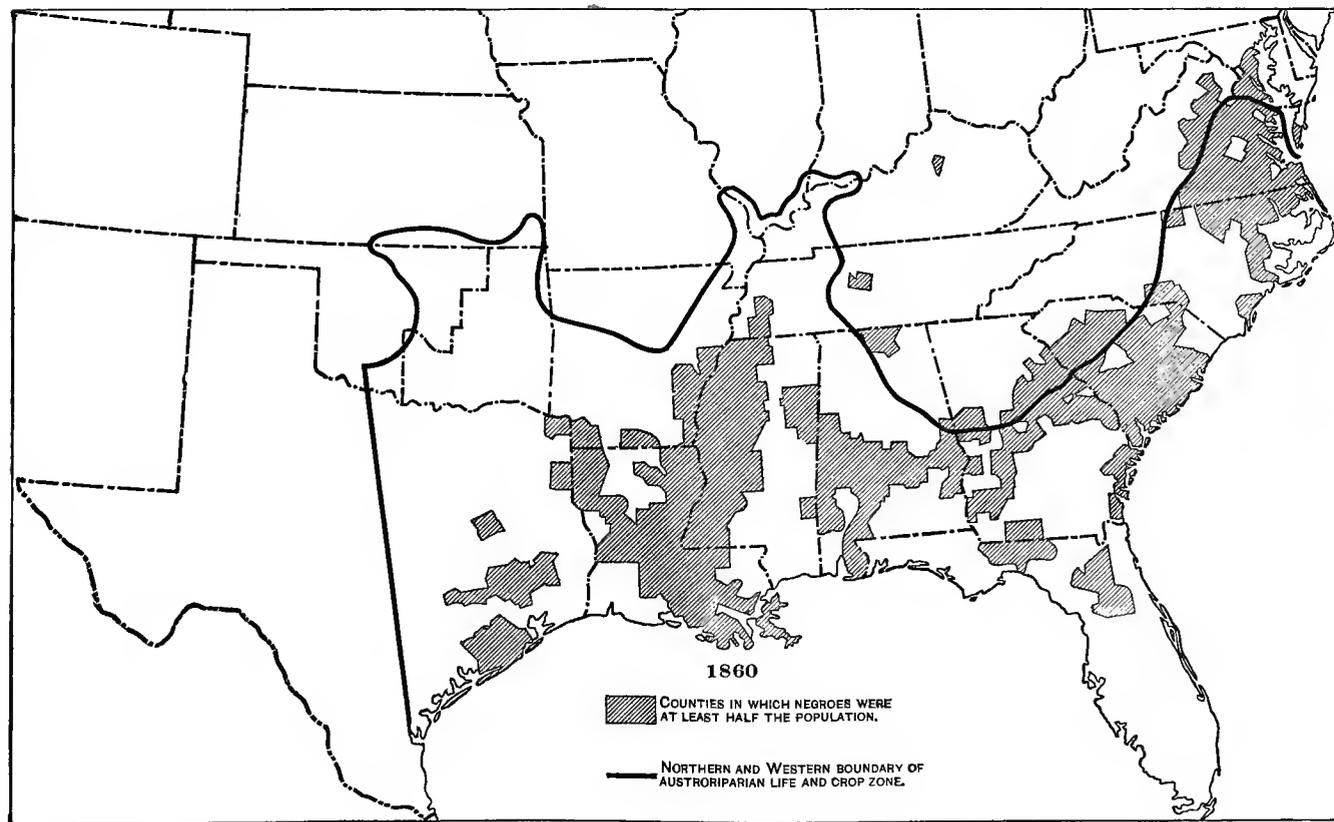 1860
COUNTIES IN WHICH NEGROES WERE
AT LEAST HALF THE POPULATION.
NORTHERN AND WESTERN BOUNDARY OF
AUSTRORIPARIAN LIFE AND CROP ZONE.